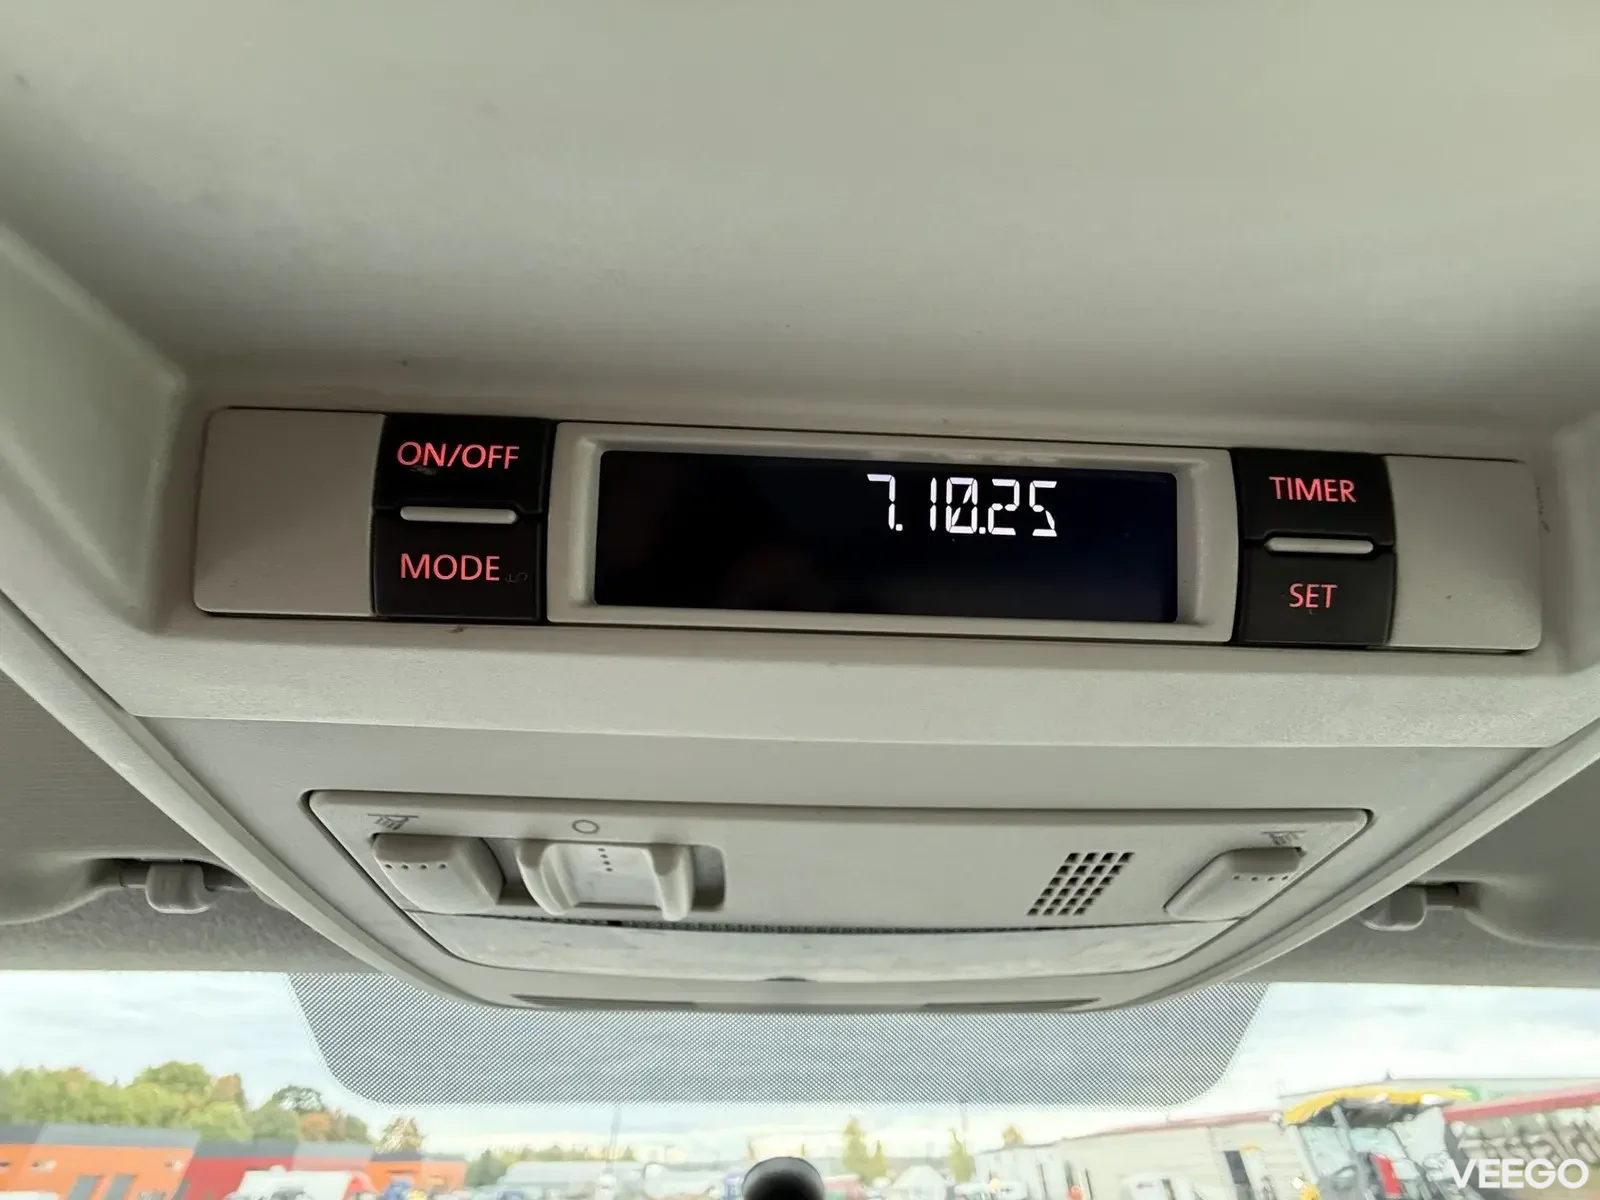 ON/OFF
7.10.25
TIMER
MODE
SET
VEEGO